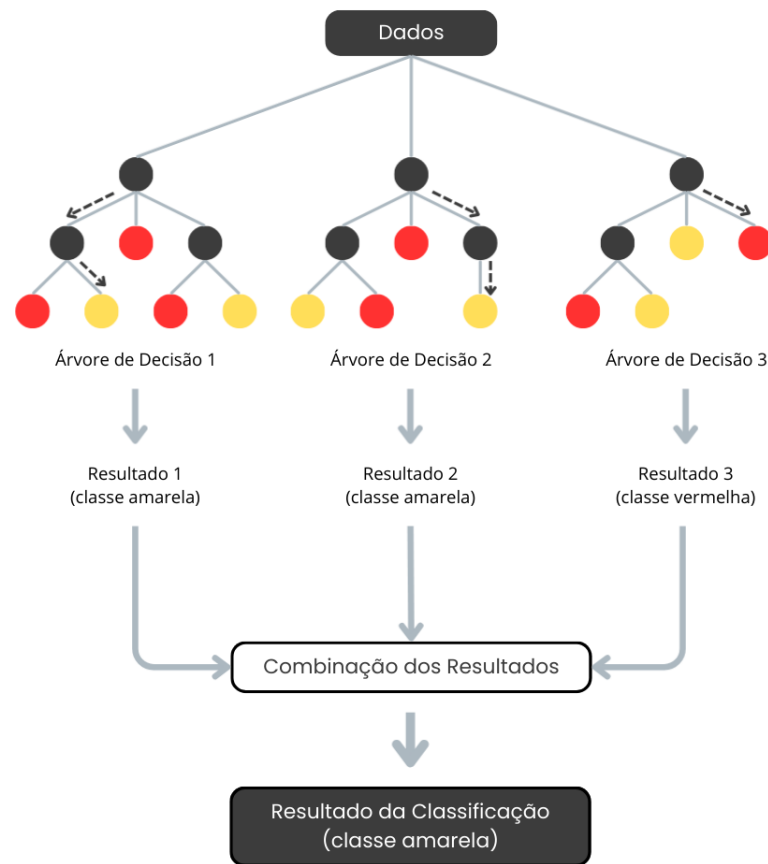 Dados
Árvore de Decisão 1
Árvore de Decisão 2
Árvore de Decisão 3
Resultado 1
(classe amarela)
Resultado 2
(classe amarela)
Resultado 3
(classe vermelha)
Combinação dos Resultados
Resultado da Classificação
(classe amarela)